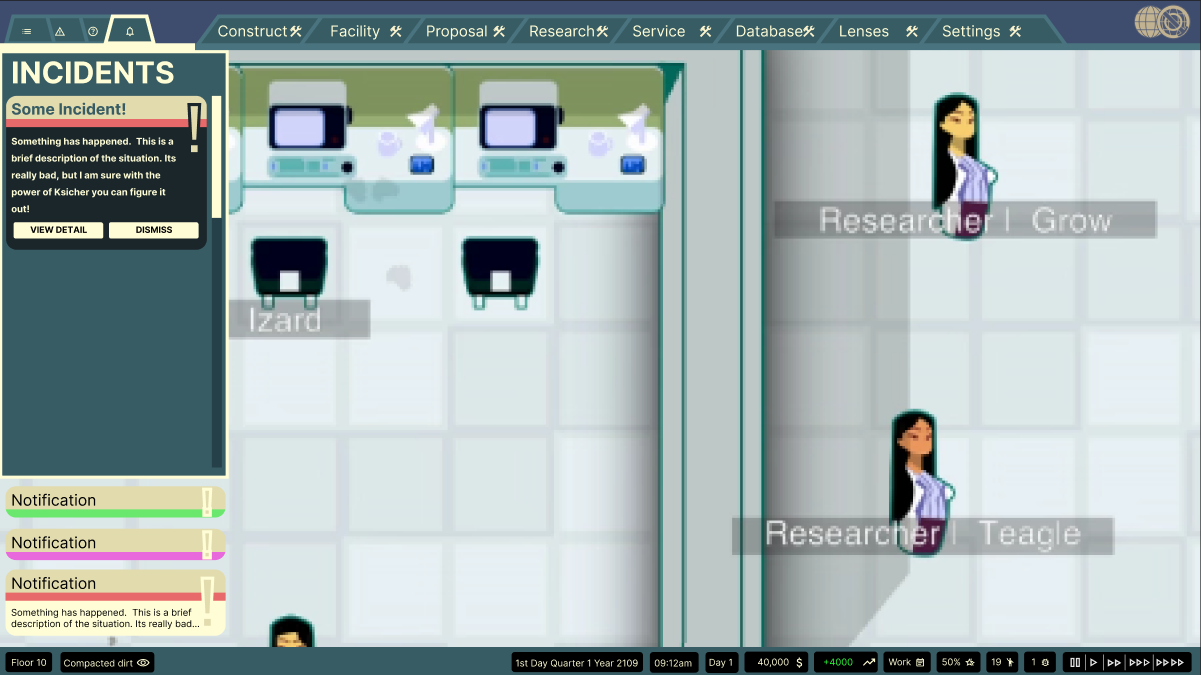 Construct
Facility
Proposal
Research
Service
Database
Lenses
Settings
INCIDENTS
Some Incident!
Something has happened. This is a
brief description of the situation. Its
really bad, but I am sure with the
power of Ksicher you can figure it
out!
VIEW DETAIL
DISMISS
Izard
Researcher | Grow
Researcher | Teagle
Notification
Notification
Notification
Something has happened. This is a brief
description of the situation. Its really bad...
Floor 10
Compacted dirt
1st Day Quarter 1 Year 2109
09:12am
Day 1
40,000 $
+4000
Work
50%
19
1